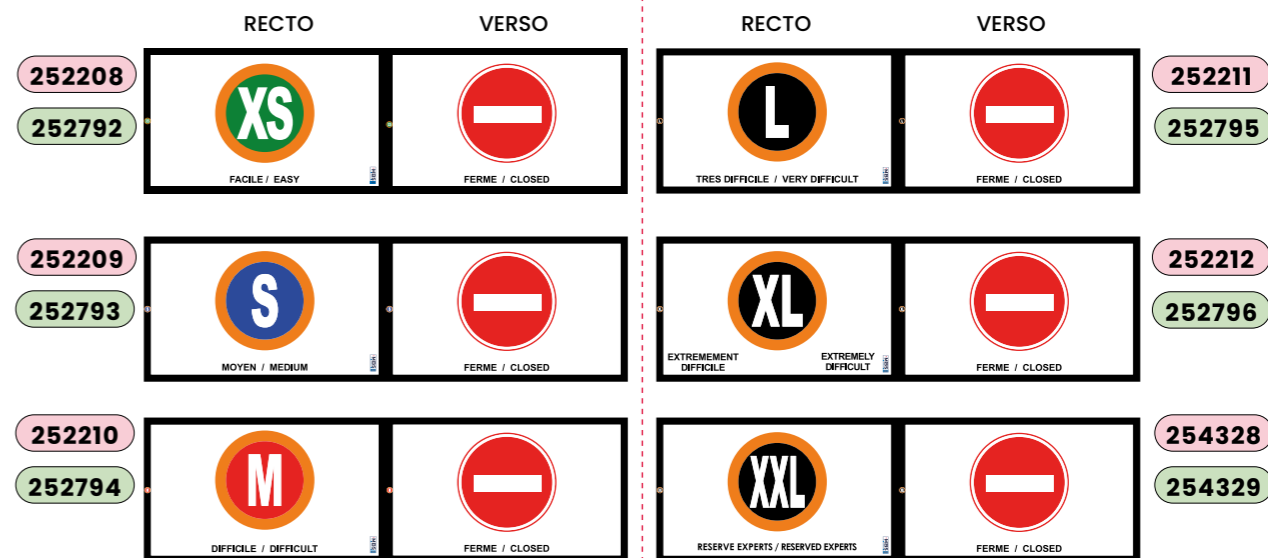 RECTO VERSO
252208
252792
XS
FACILE / EASY
FERME / CLOSED
252209
252793
S
MOYEN / MEDIUM
FERME / CLOSED
252210
252794
M
DIFFICILE / DIFFICULT
FERME / CLOSED
RECTO VERSO
L
TRES DIFFICILE / VERY DIFFICULT
FERME / CLOSED
252211
252795
XL
EXTREMEMENT
DIFFICILE
EXTREMELY
DIFFICULT
FERME / CLOSED
252212
252796
XXL
RESERVE EXPERTS / RESERVED EXPERTS
FERME / CLOSED
254328
254329